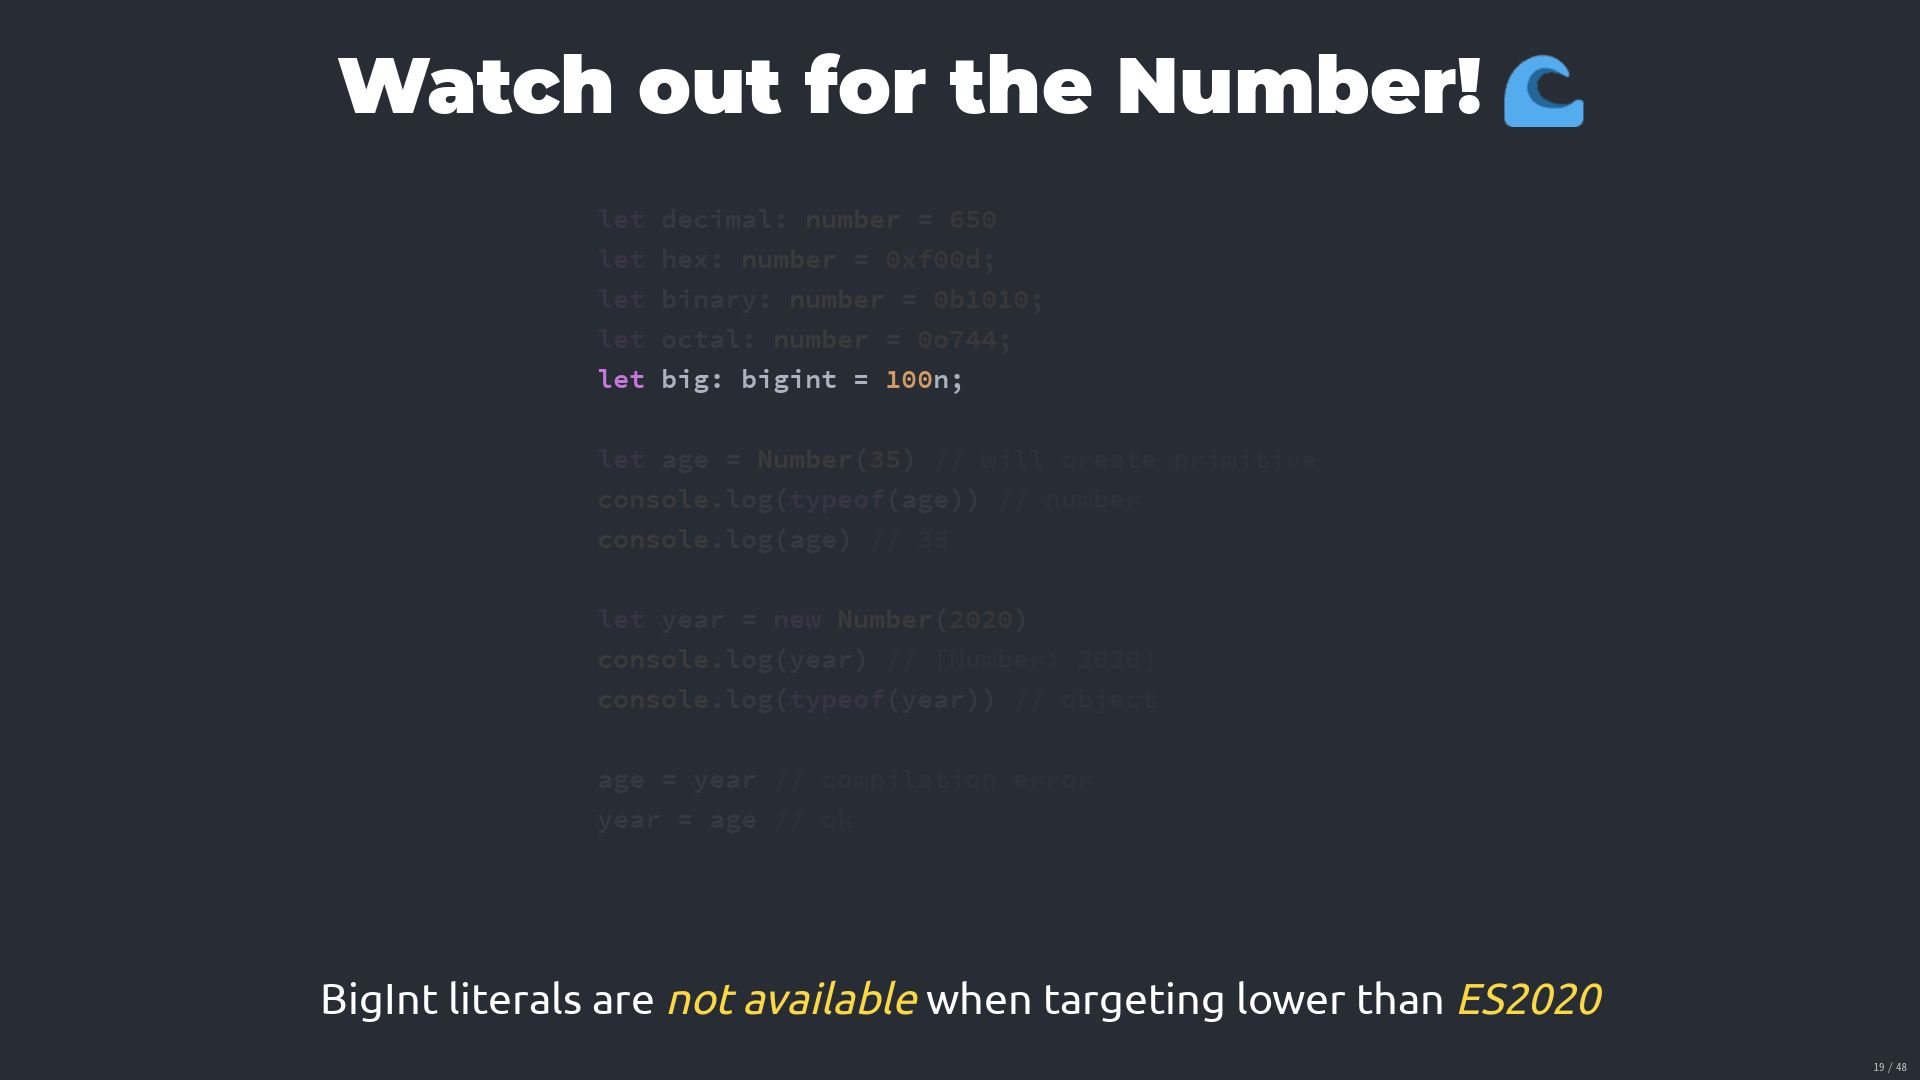 Watch out for the Number! 🌊
let decimal: number = 650
let hex: number = 0xf00d;
let binary: number = 0b1010;
let octal: number = 0o744;
let big: bigint = 100n;
let age = Number(35) // will create primitive
console.log(typeof(age)) // number
console.log(age) // 35
let year = new Number(2020)
console.log(year) // [Number: 2020]
console.log(typeof(year)) // object
age = year // compilation error
year = age // ok
BigInt literals are not available when targeting lower than ES2020
19 / 48